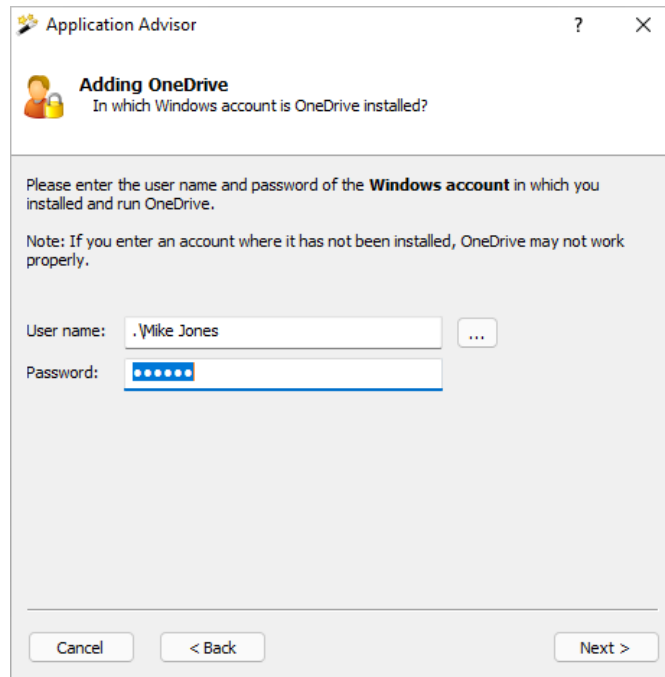 Application Advisor
?
Adding OneDrive
In which Windows account is OneDrive installed?
Please enter the user name and password of the Windows account in which you
installed and run OneDrive.
Note: If you enter an account where it has not been installed, OneDrive may not work
properly.
User name: .\Mike Jones ...
Password: ●●●●●●
Cancel < Back Next >